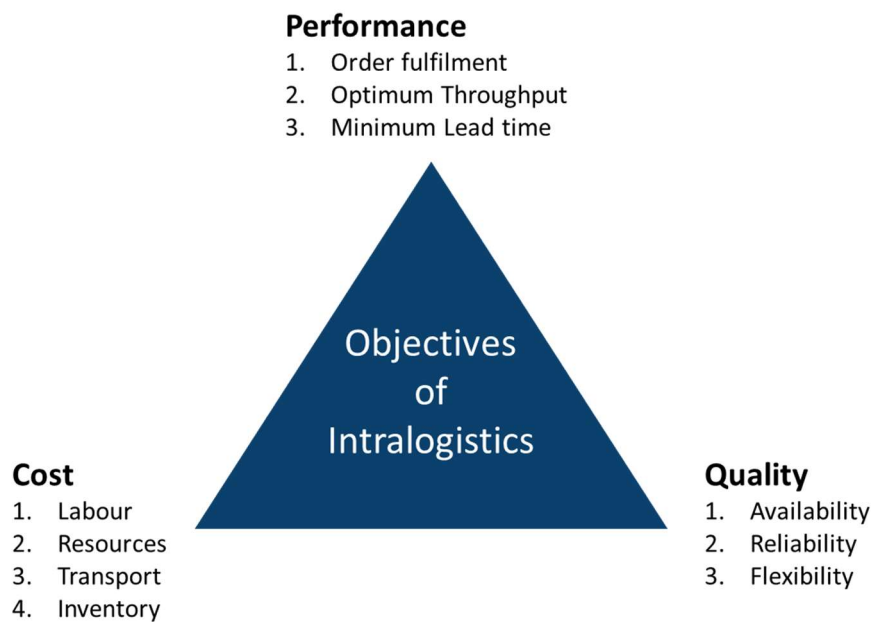 Performance
1. Order fulfilment
2. Optimum Throughput
3. Minimum Lead time
Objectives
of
Intralogistics
Cost
1. Labour
2. Resources
3. Transport
4. Inventory
Quality
1. Availability
2. Reliability
3. Flexibility